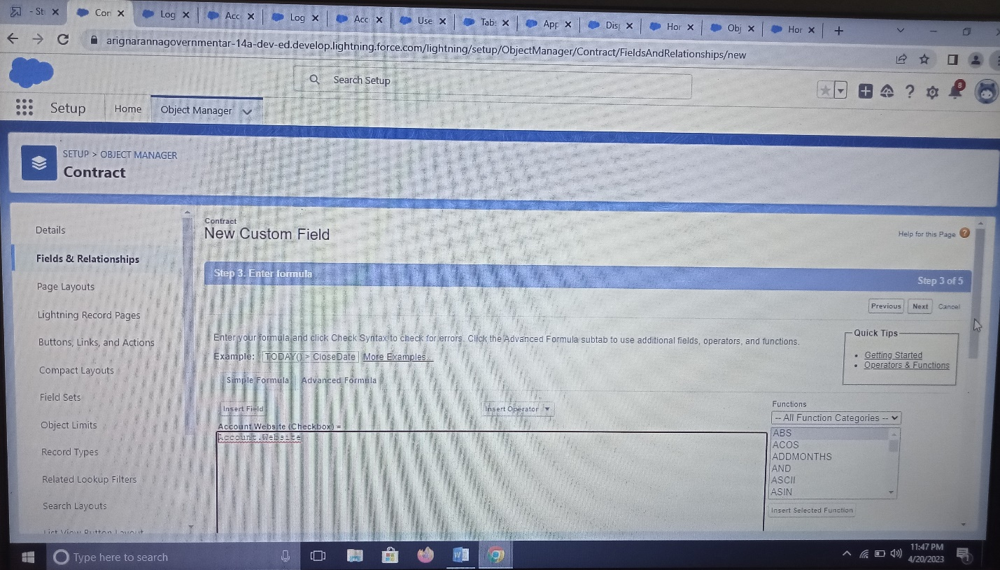 - St
Con
Log
Acc
Log
Acc
Use
Tab
App
Disp
Hor
Obj
Hor
arignarannagovernmentar-14a-dev-ed.develop.lightning.force.com/lightning/setup/ObjectManager/Contract/FieldsAndRelationships/new
Search Setup
8
Setup
Home
Object Manager
SETUP > OBJECT MANAGER
Contract
Details
Fields & Relationships
Page Layouts
Lightning Record Pages
Buttons, Links, and Actions
Compact Layouts
Field Sets
Object Limits
Record Types
Related Lookup Filters
Search Layouts
List View Button Layout
Contract
New Custom Field
Help for this Page
Step 3. Enter formula
Step 3 of 5
Previous Next Cancel
Enter your formula and click Check Syntax to check for errors. Click the Advanced Formula subtab to use additional fields, operators, and functions.
Example: TODAY() > CloseDate More Examples...
Quick Tips
Getting Started
Operators & Functions
Simple Formula Advanced Formula
Insert Field
Insert Operator
Account Website (Checkbox) =
Account.Website
Functions
-- All Function Categories --
ABS
ACOS
ADDMONTHS
AND
ASCII
ASIN
Insert Selected Function
Type here to search
11:47 PM
4/20/2023
1